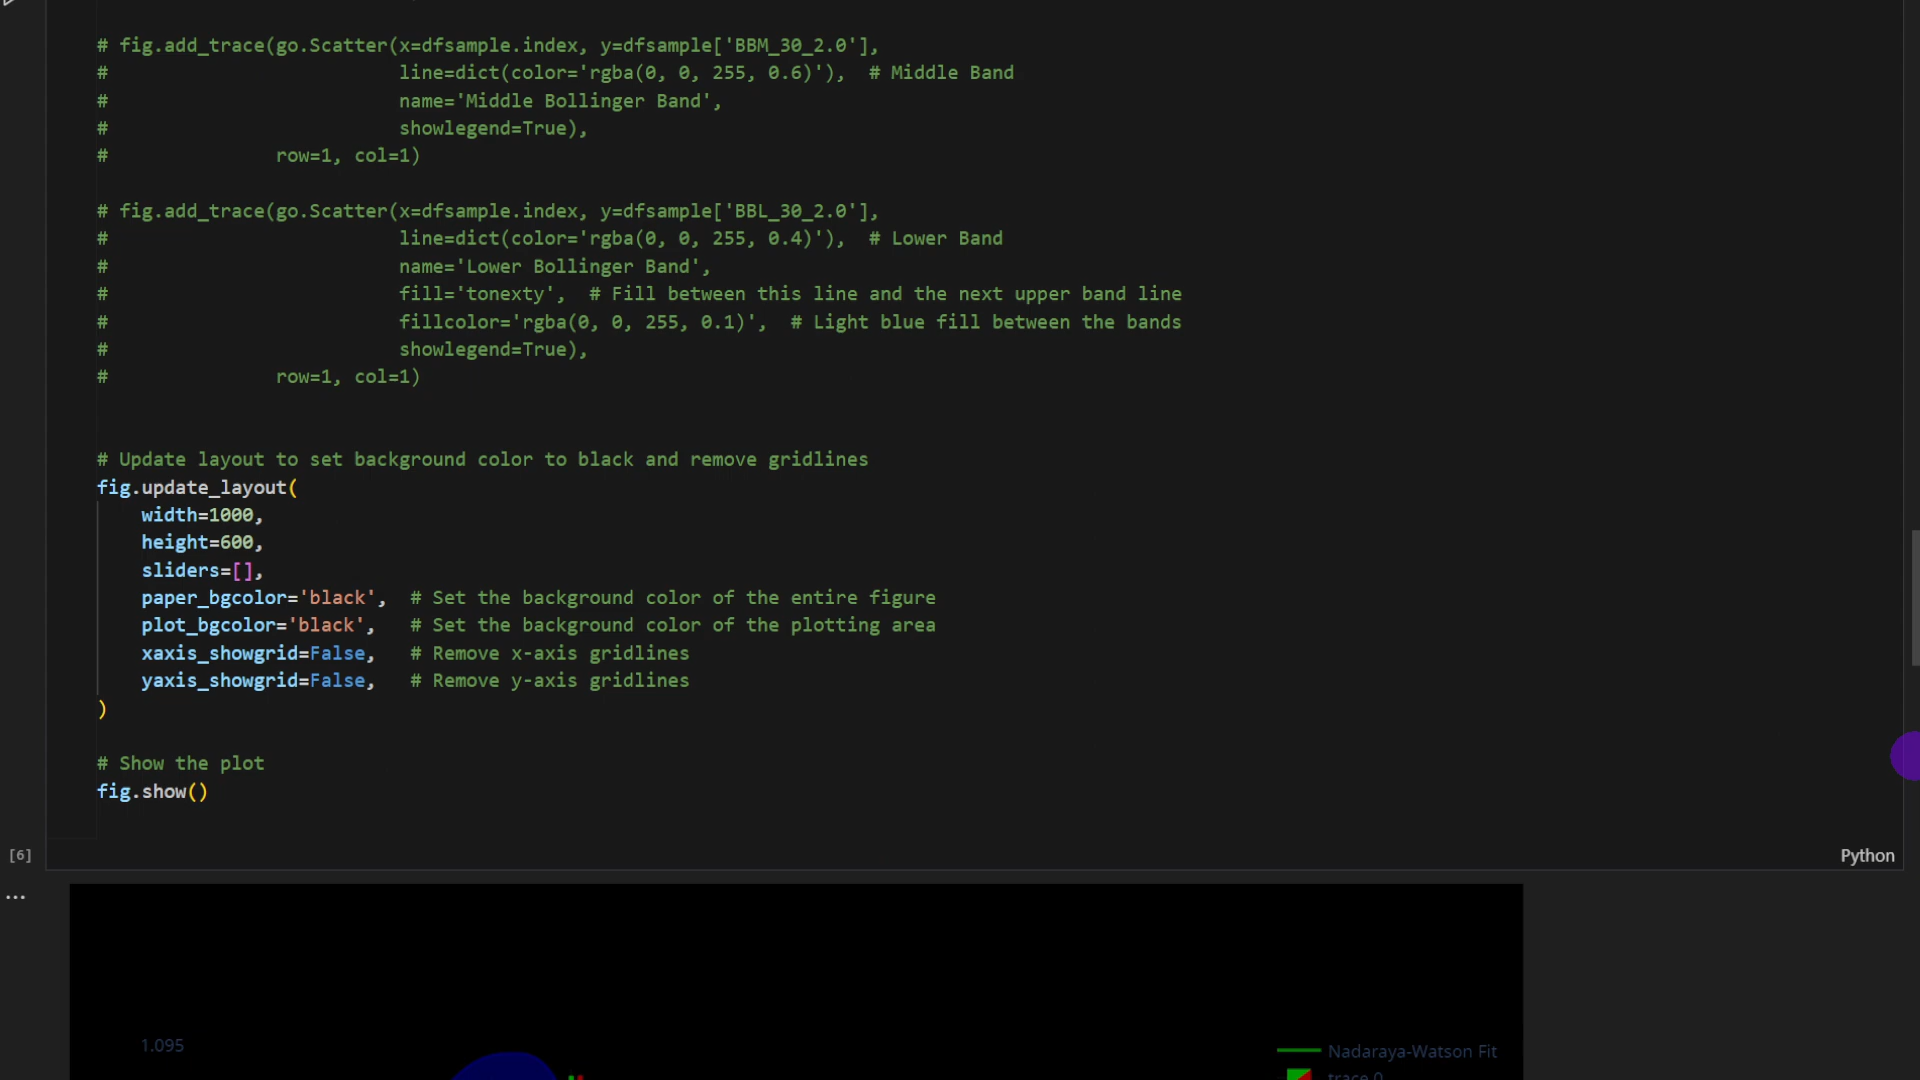 # fig.add_trace(go.Scatter(x=dfsample.index, y=dfsample['BBM_30_2.0'],
#                          line=dict(color='rgba(0, 0, 255, 0.6)'),  # Middle Band
#                          name='Middle Bollinger Band',
#                          showlegend=True),
#               row=1, col=1)
# fig.add_trace(go.Scatter(x=dfsample.index, y=dfsample['BBL_30_2.0'],
#                          line=dict(color='rgba(0, 0, 255, 0.4)'),  # Lower Band
#                          name='Lower Bollinger Band',
#                          fill='tonexty',  # Fill between this line and the next upper band line
#                          fillcolor='rgba(0, 0, 255, 0.1)',  # Light blue fill between the bands
#                          showlegend=True),
#               row=1, col=1)
# Update layout to set background color to black and remove gridlines
fig.update_layout(
    width=1000,
    height=600,
    sliders=[],
    paper_bgcolor='black',  # Set the background color of the entire figure
    plot_bgcolor='black',   # Set the background color of the plotting area
    xaxis_showgrid=False,   # Remove x-axis gridlines
    yaxis_showgrid=False,   # Remove y-axis gridlines
)
# Show the plot
fig.show()
[6]
Python
...
1.095
Nadaraya-Watson Fit
trace 0